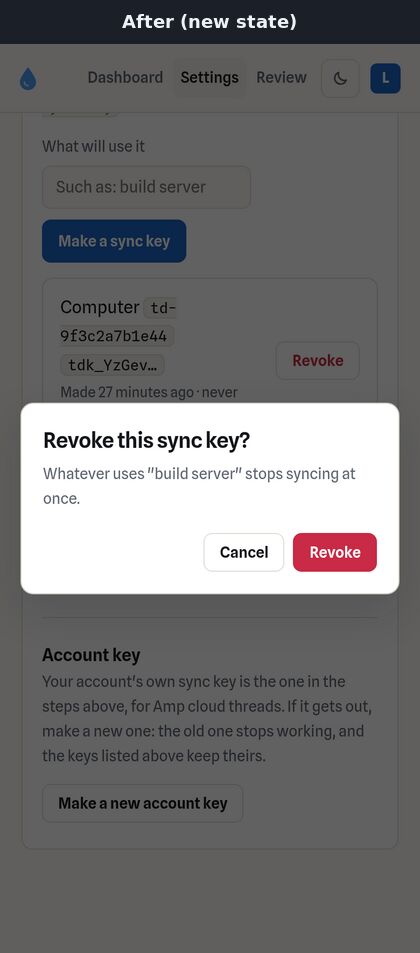 After (new state)
Dashboard Settings Review L
What will use it
Such as: build server
Make a sync key
Computer td-
9f3c2a7b1e44
tdk_YzGev…
Revoke
Made 27 minutes ago · never
Revoke this sync key?
Whatever uses "build server" stops syncing at
once.
Cancel Revoke
Account key
Your account's own sync key is the one in the
steps above, for Amp cloud threads. If it gets out,
make a new one: the old one stops working, and
the keys listed above keep theirs.
Make a new account key